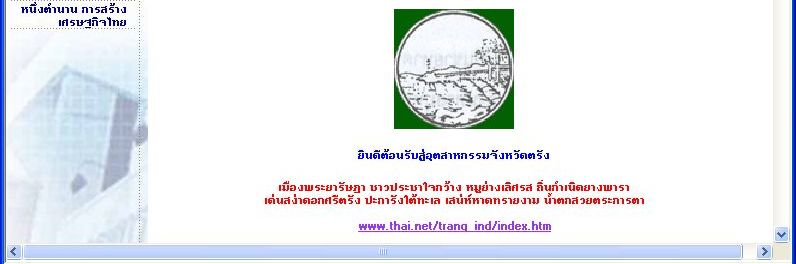 หนึ่งตำนาน การสร้าง
เศรษฐกิจไทย
ยินดีต้อนรับสู่อุตสาหกรรมจังหวัดตรัง
เมืองพระยารัษฎา ชาวประชาใจกว้าง หมูย่างเลิศรส ถิ่นกำเนิดยางพารา
เด่นสง่าดอกศรีตรัง ปะการังใต้ทะเล เสน่ห์หาดทรายงาม น้ำตกสวยตระการตา
www.thai.net/trang_ind/index.htm